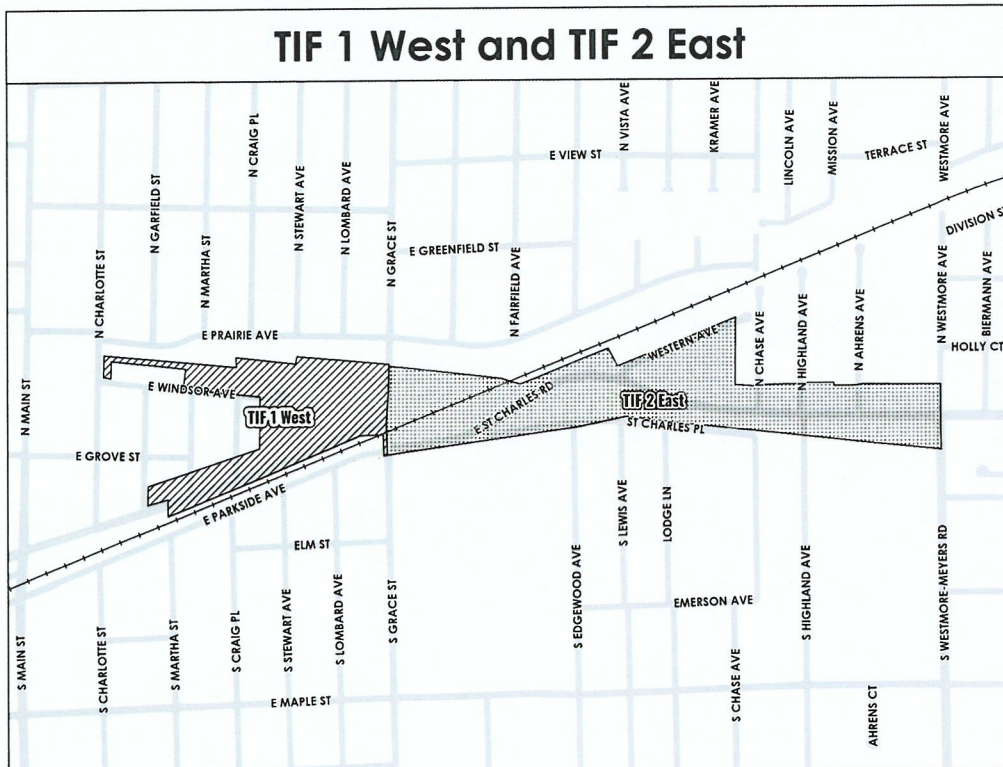 TIF 1 West and TIF 2 East
N VISTA AVE
KRAMER AVE
LINCOLN AVE
MISSION AVE
WESTMORE AVE
N CRAIG PL
E VIEW ST
TERRACE ST
N GARFIELD ST
N STEWART AVE
N LOMBARD AVE
N GRACE ST
E GREENFIELD ST
DIVISION ST
N CHARLOTTE ST
N MARTHA ST
N FAIRFIELD AVE
N WESTMORE AVE
BIERMANN AVE
E PRAIRIE AVE
N CHASE AVE
N HIGHLAND AVE
N AHRENS AVE
HOLLY CT
WESTERN AVE
N MAIN ST
E WINDSOR AVE
E ST CHARLES RD
TIF 1 West
TIF 2 East
ST CHARLES PL
E GROVE ST
E PARKSIDE AVE
S LEWIS AVE
LODGE LN
ELM ST
S EDGEWOOD AVE
EMERSON AVE
S HIGHLAND AVE
S WESTMORE-MEYERS RD
S MAIN ST
S CHARLOTTE ST
S MARTHA ST
S CRAIG PL
S STEWART AVE
S LOMBARD AVE
S GRACE ST
E MAPLE ST
S CHASE AVE
AHRENS CT